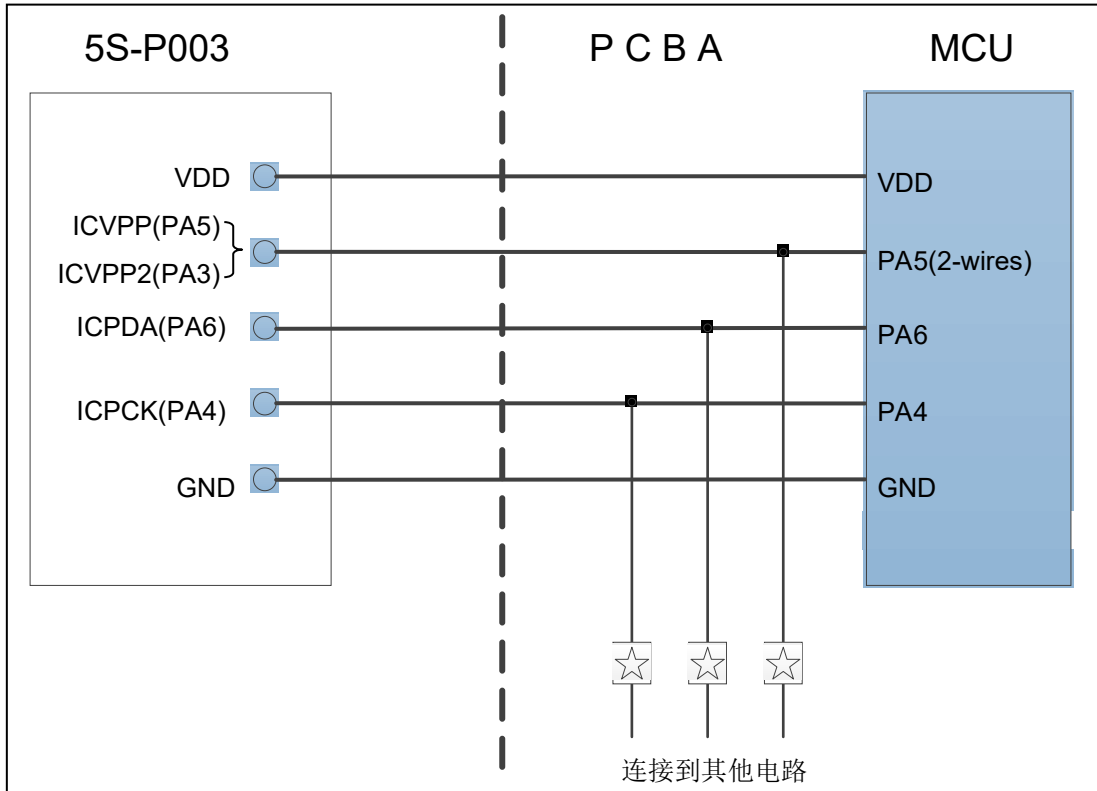 5S-P003
P C B A
MCU
VDD
ICVPP(PA5)
ICVPP2(PA3)
ICPDA(PA6)
ICPCK(PA4)
GND
VDD
PA5(2-wires)
PA6
PA4
GND
连接到其他电路